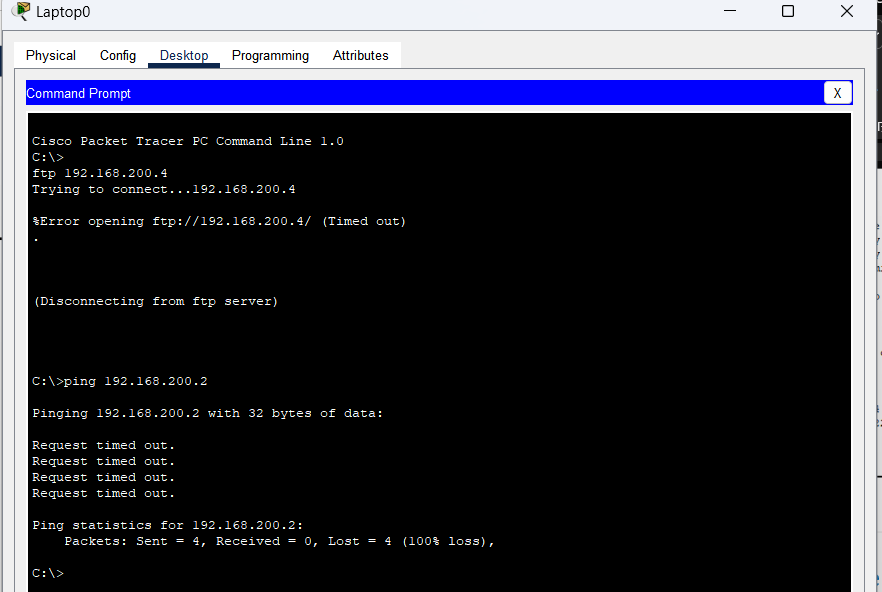 Laptop0
Physical Config Desktop Programming Attributes
Command Prompt X
Cisco Packet Tracer PC Command Line 1.0
C:\>
ftp 192.168.200.4
Trying to connect...192.168.200.4
%Error opening ftp://192.168.200.4/ (Timed out)
.
(Disconnecting from ftp server)
C:\>ping 192.168.200.2
Pinging 192.168.200.2 with 32 bytes of data:
Request timed out.
Request timed out.
Request timed out.
Request timed out.
Ping statistics for 192.168.200.2:
    Packets: Sent = 4, Received = 0, Lost = 4 (100% loss),
C:\>